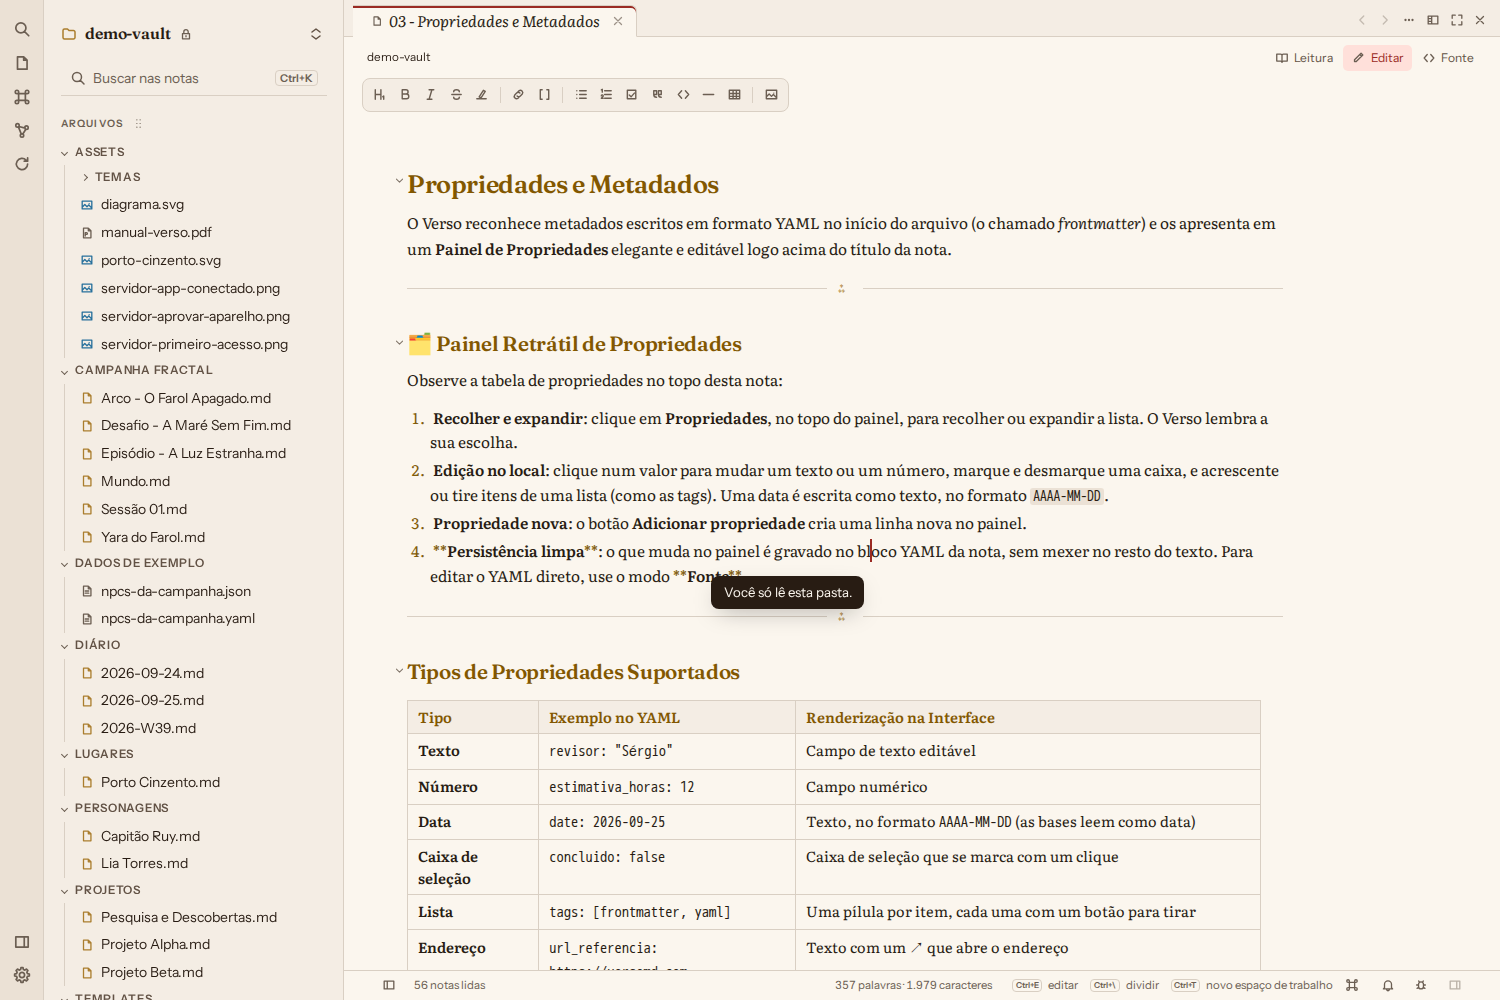 demo-vault
Buscar nas notas Ctrl+K
ARQUIVOS
ASSETS
TEMAS
diagrama.svg
manual-verso.pdf
porto-cinzento.svg
servidor-app-conectado.png
servidor-aprovar-aparelho.png
servidor-primeiro-acesso.png
CAMPANHA FRACTAL
Arco - O Farol Apagado.md
Desafio - A Maré Sem Fim.md
Episódio - A Luz Estranha.md
Mundo.md
Sessão 01.md
Yara do Farol.md
DADOS DE EXEMPLO
npcs-da-campanha.json
npcs-da-campanha.yaml
DIÁRIO
2026-09-24.md
2026-09-25.md
2026-W39.md
LUGARES
Porto Cinzento.md
PERSONAGENS
Capitão Ruy.md
Lia Torres.md
PROJETOS
Pesquisa e Descobertas.md
Projeto Alpha.md
Projeto Beta.md
TEMPLATES
03 - Propriedades e Metadados
demo-vault
Leitura Editar Fonte
Propriedades e Metadados
O Verso reconhece metadados escritos em formato YAML no início do arquivo (o chamado frontmatter) e os apresenta em
um Painel de Propriedades elegante e editável logo acima do título da nota.
🗂️ Painel Retrátil de Propriedades
Observe a tabela de propriedades no topo desta nota:
1. Recolher e expandir: clique em Propriedades, no topo do painel, para recolher ou expandir a lista. O Verso lembra a
sua escolha.
2. Edição no local: clique num valor para mudar um texto ou um número, marque e desmarque uma caixa, e acrescente
ou tire itens de uma lista (como as tags). Uma data é escrita como texto, no formato AAAA-MM-DD.
3. Propriedade nova: o botão Adicionar propriedade cria uma linha nova no painel.
4. **Persistência limpa**: o que muda no painel é gravado no bloco YAML da nota, sem mexer no resto do texto. Para
editar o YAML direto, use o modo **Fonte**
Você só lê esta pasta.
Tipos de Propriedades Suportados
Tipo Exemplo no YAML Renderização na Interface
Texto revisor: "Sérgio" Campo de texto editável
Número estimativa_horas: 12 Campo numérico
Data date: 2026-09-25 Texto, no formato AAAA-MM-DD (as bases leem como data)
Caixa de seleção concluido: false Caixa de seleção que se marca com um clique
Lista tags: [frontmatter, yaml] Uma pílula por item, cada uma com um botão para tirar
Endereço url_referencia: Texto com um ↗ que abre o endereço
56 notas lidas
357 palavras · 1.979 caracteres Ctrl+E editar Ctrl+\ dividir Ctrl+T novo espaço de trabalho